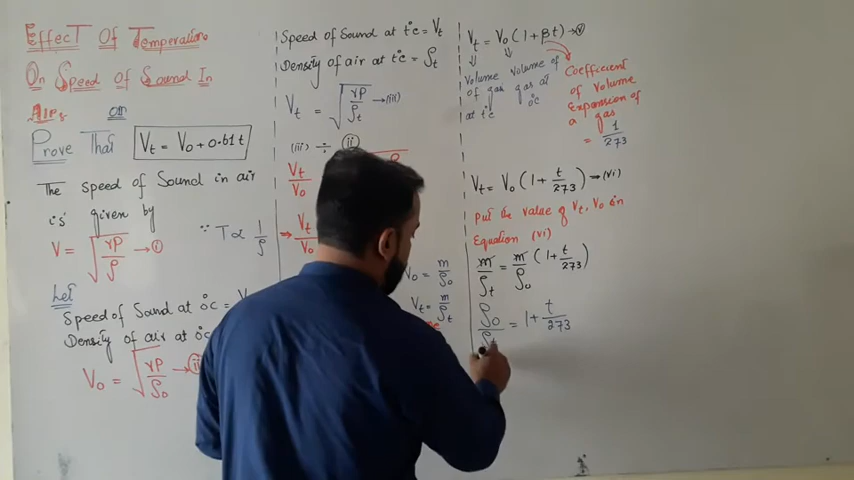 Effect Of Temperature
On Speed of Sound In
Air
OR
Prove That V_t = V_0 + 0.61 t
The speed of Sound in air
is given by
V = √(γP/ρ) → (i)
∵ T ∝ 1/ρ
Let
Speed of Sound at 0°C =
Density of air at 0°C
V_0 = √(γP/ρ_0) → (ii)
Speed of Sound at t°C = V_t
Density of air at t°C = ρ_t
V_t = √(γP/ρ_t) → (iii)
(iii) ÷ (ii)
V_t/V_0
⇒ V_t/V_0
V_0 = m/ρ_0
V_t = m/ρ_t
V_t = V_0 (1 + βt) → (v)
Volume of gas at t°C
Volume of gas at 0°C
Coefficient
of volume
Expansion of
a gas
= 1/273
V_t = V_0 (1 + t/273) → (vi)
put the value of V_t, V_0 in
Equation (vi)
m/ρ_t = m/ρ_0 (1 + t/273)
ρ_0/ρ_t = 1 + t/273